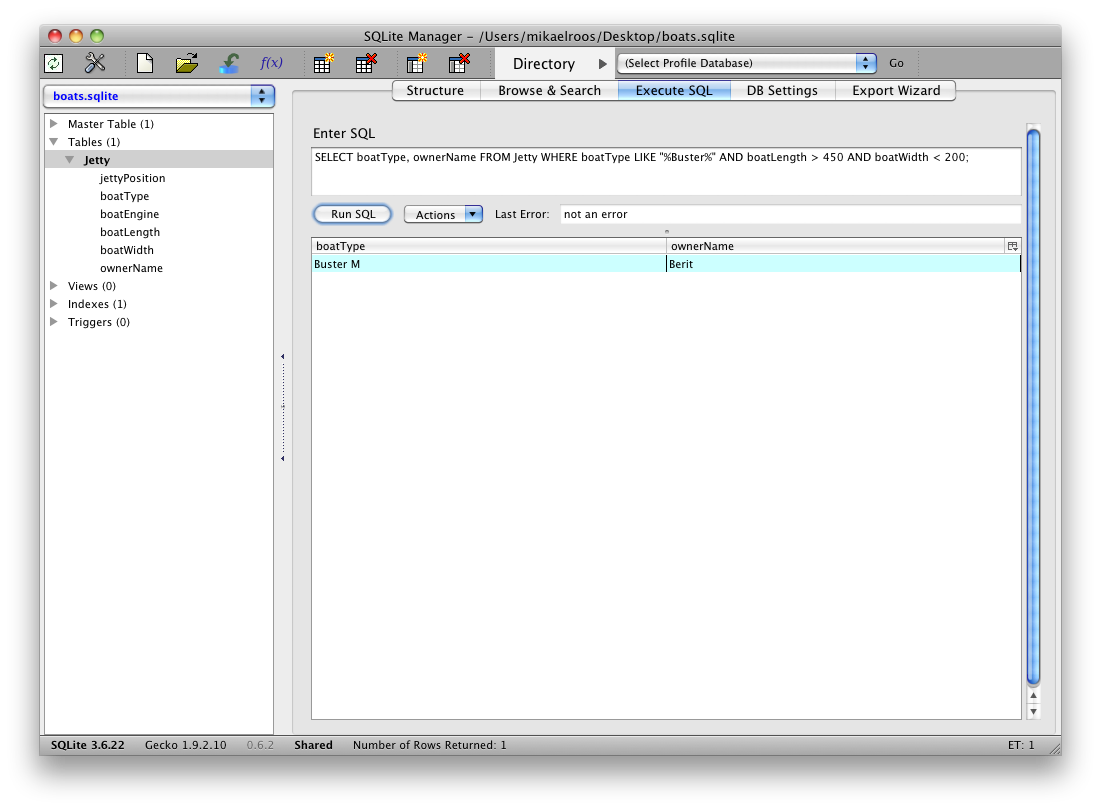 SQLite Manager – /Users/mikaelroos/Desktop/boats.sqlite
f(x) Directory (Select Profile Database) Go
boats.sqlite
Structure Browse & Search Execute SQL DB Settings Export Wizard
Master Table (1)
Tables (1)
Jetty
jettyPosition
boatType
boatEngine
boatLength
boatWidth
ownerName
Views (0)
Indexes (1)
Triggers (0)
Enter SQL
SELECT boatType, ownerName FROM Jetty WHERE boatType LIKE "%Buster%" AND boatLength > 450 AND boatWidth < 200;
Run SQL Actions Last Error: not an error
boatType ownerName
Buster M Berit
SQLite 3.6.22 Gecko 1.9.2.10 0.6.2 Shared Number of Rows Returned: 1 ET: 1